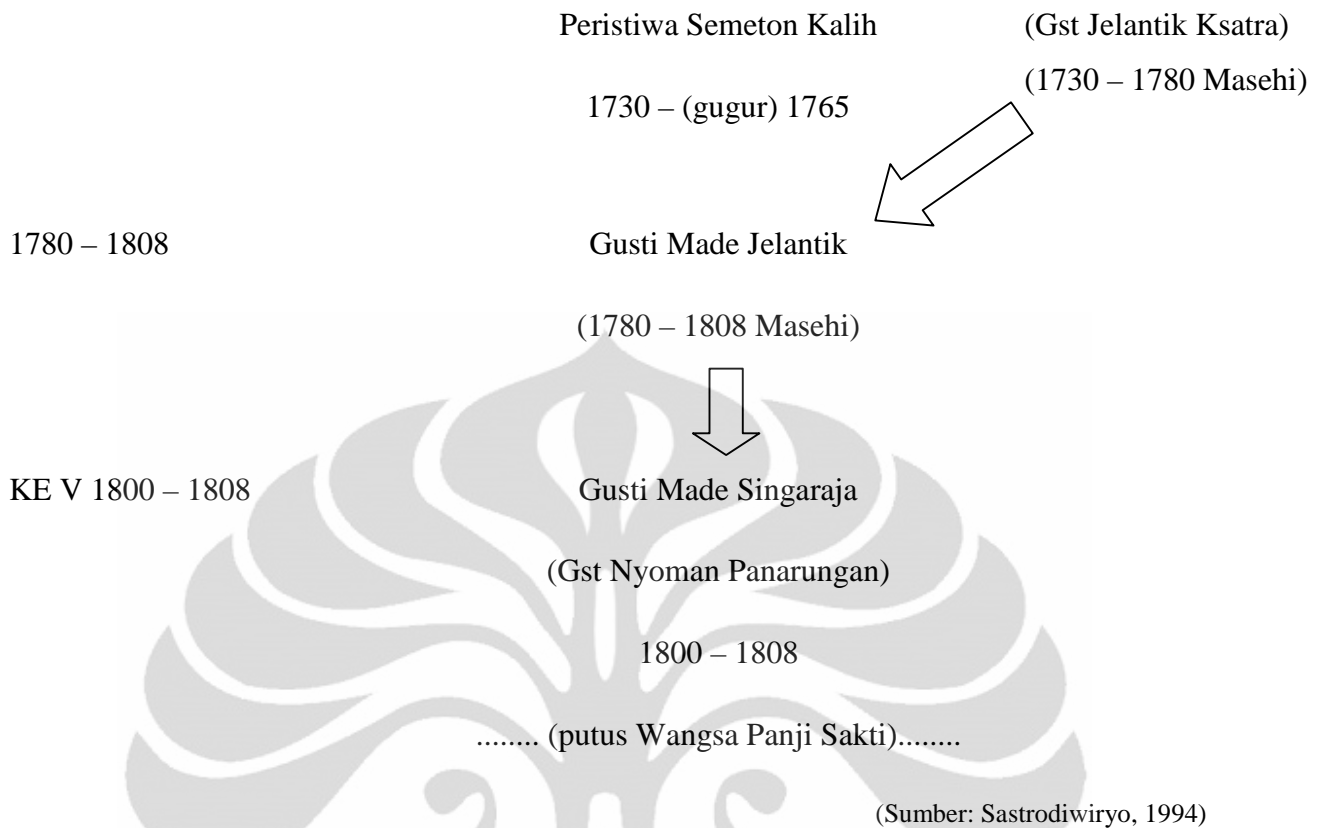 Peristiwa Semeton Kalih (Gst Jelantik Ksatra)
(1730 – 1780 Masehi)
1730 – (gugur) 1765
1780 – 1808 Gusti Made Jelantik
(1780 – 1808 Masehi)
KE V 1800 – 1808 Gusti Made Singaraja
(Gst Nyoman Panarungan)
1800 – 1808
........ (putus Wangsa Panji Sakti)........
(Sumber: Sastrodiwiryo, 1994)